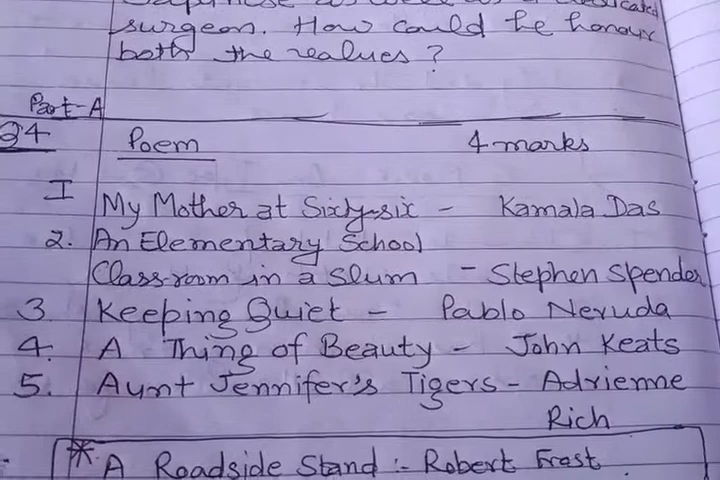 surgeon. How could he honour
both the realues?
Part-A
Q4 Poem 4 marks
I My Mother at Sixty-six - Kamala Das
2. An Elementary School
Classroom in a Slum - Stephen Spender
3 Keeping Quiet - Pablo Neruda
4. A Thing of Beauty - John Keats
5. Aunt Jennifer's Tigers - Adrienne
Rich
* A Roadside Stand :- Robert Frost